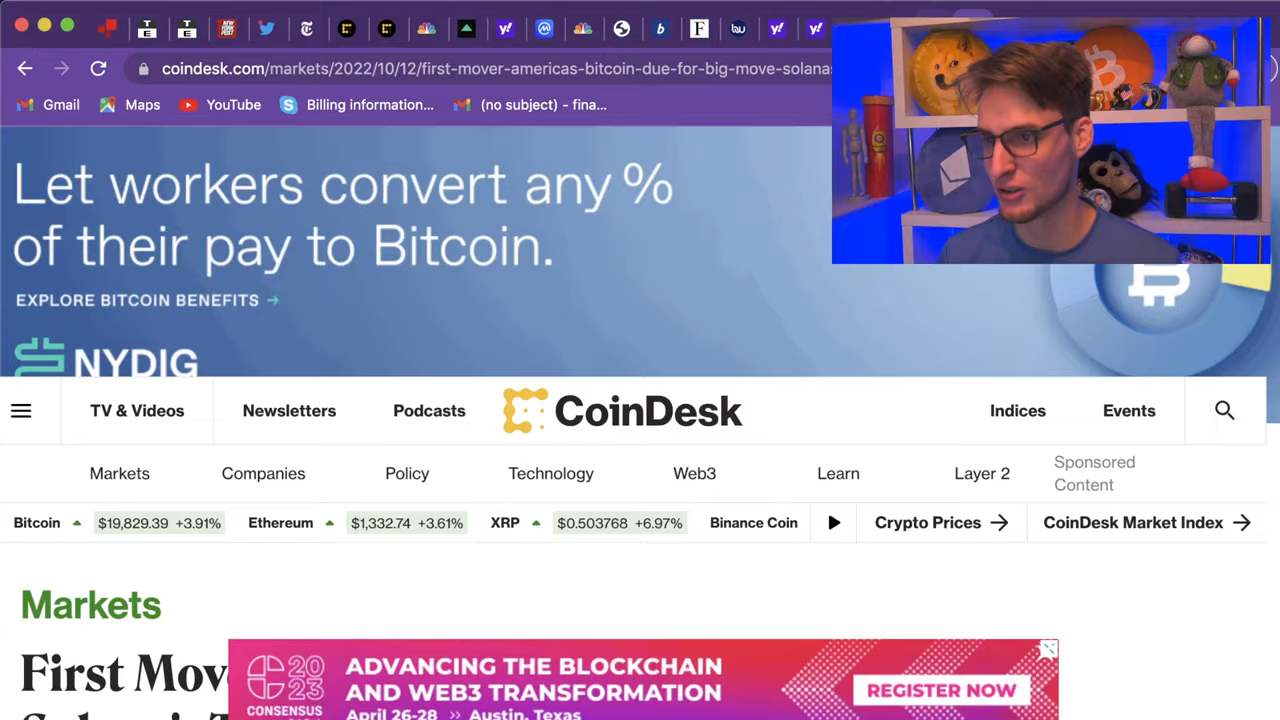 coindesk.com/markets/2022/10/12/first-mover-americas-bitcoin-due-for-big-move-solanas
Gmail
Maps
YouTube
Billing information...
(no subject) - fina...
Let workers convert any %
of their pay to Bitcoin.
EXPLORE BITCOIN BENEFITS →
NYDIG
TV & Videos
Newsletters
Podcasts
CoinDesk
Indices
Events
Markets
Companies
Policy
Technology
Web3
Learn
Layer 2
Sponsored
Content
Bitcoin $19,829.39 +3.91%
Ethereum $1,332.74 +3.61%
XRP $0.503768 +6.97%
Binance Coin
Crypto Prices →
CoinDesk Market Index →
Markets
First Mov
2023
CONSENSUS
ADVANCING THE BLOCKCHAIN
AND WEB3 TRANSFORMATION
April 26-28 >> Austin, Texas
REGISTER NOW